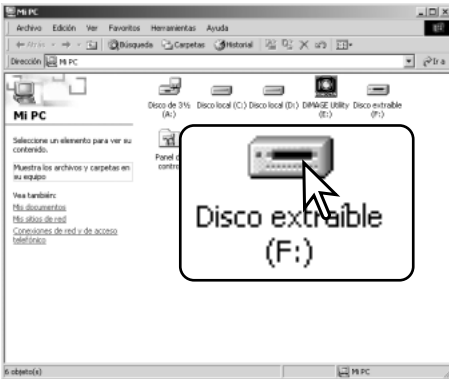 Mi PC
Archivo Edición Ver Favoritos Herramientas Ayuda
Atrás Búsqueda Carpetas Historial
Dirección Mi PC Ir a
Mi PC
Seleccione un elemento para ver su
contenido.
Muestra los archivos y carpetas en
su equipo
Vea también:
Mis documentos
Mis sitios de red
Conexiones de red y de acceso
telefónico
Disco de 3½ Disco local (C:) Disco local (D:) DiMAGE Utility Disco extraíble
(A:) (E:) (F:)
Panel d
contro
Disco extraíble
(F:)
6 objeto(s) Mi PC